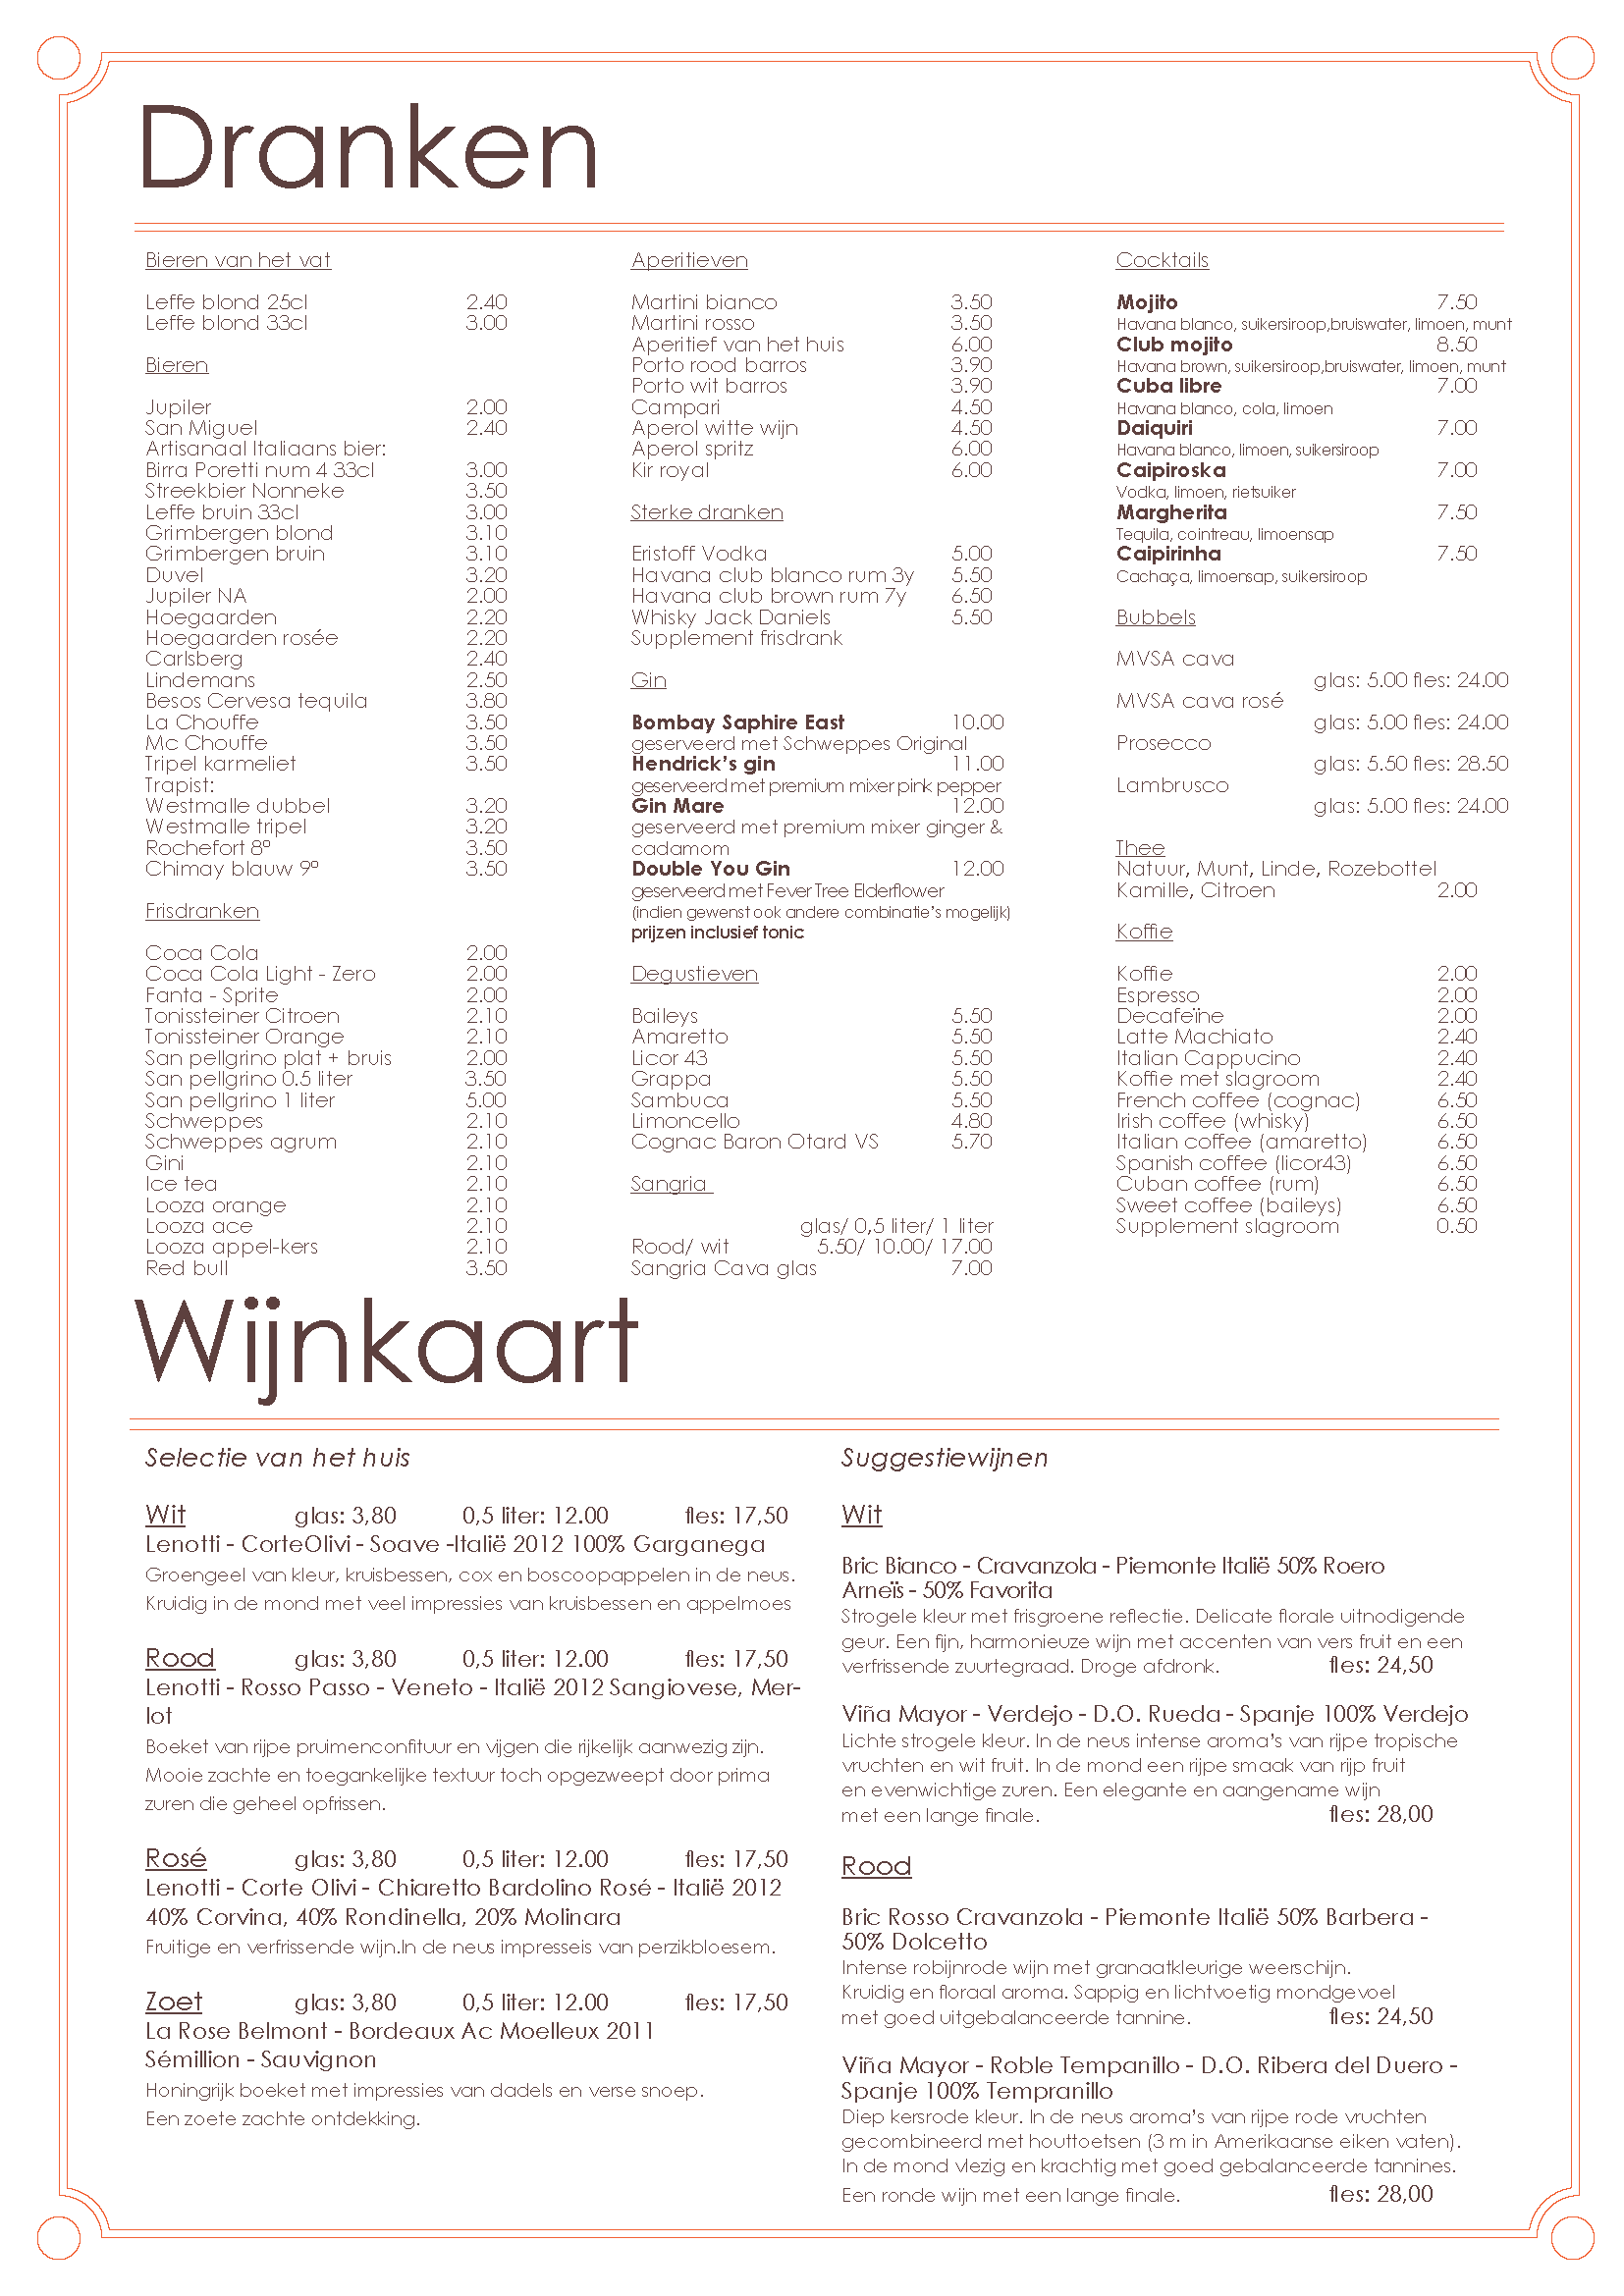 Dranken
Bieren van het vat
Leffe blond 25cl 2.40
Leffe blond 33cl 3.00
Bieren
Jupiler 2.00
San Miguel 2.40
Artisanaal Italiaans bier:
Birra Poretti num 4 33cl 3.00
Streekbier Nonneke 3.50
Leffe bruin 33cl 3.00
Grimbergen blond 3.10
Grimbergen bruin 3.10
Duvel 3.20
Jupiler NA 2.00
Hoegaarden 2.20
Hoegaarden rosée 2.20
Carlsberg 2.40
Lindemans 2.50
Besos Cervesa tequila 3.80
La Chouffe 3.50
Mc Chouffe 3.50
Tripel karmeliet 3.50
Trapist:
Westmalle dubbel 3.20
Westmalle tripel 3.20
Rochefort 8º 3.50
Chimay blauw 9º 3.50
Frisdranken
Coca Cola 2.00
Coca Cola Light - Zero 2.00
Fanta - Sprite 2.00
Tonissteiner Citroen 2.10
Tonissteiner Orange 2.10
San pellgrino plat + bruis 2.00
San pellgrino 0.5 liter 3.50
San pellgrino 1 liter 5.00
Schweppes 2.10
Schweppes agrum 2.10
Gini 2.10
Ice tea 2.10
Looza orange 2.10
Looza ace 2.10
Looza appel-kers 2.10
Red bull 3.50
Aperitieven
Martini bianco 3.50
Martini rosso 3.50
Aperitief van het huis 6.00
Porto rood barros 3.90
Porto wit barros 3.90
Campari 4.50
Aperol witte wijn 4.50
Aperol spritz 6.00
Kir royal 6.00
Sterke dranken
Eristoff Vodka 5.00
Havana club blanco rum 3y 5.50
Havana club brown rum 7y 6.50
Whisky Jack Daniels 5.50
Supplement frisdrank
Gin
Bombay Saphire East 10.00
geserveerd met Schweppes Original
Hendrick's gin 11.00
geserveerd met premium mixer pink pepper
Gin Mare 12.00
geserveerd met premium mixer ginger &
cadamom
Double You Gin 12.00
geserveerd met Fever Tree Elderflower
(indien gewenst ook andere combinatie's mogelijk)
prijzen inclusief tonic
Degustieven
Baileys 5.50
Amaretto 5.50
Licor 43 5.50
Grappa 5.50
Sambuca 5.50
Limoncello 4.80
Cognac Baron Otard VS 5.70
Sangria
glas/ 0,5 liter/ 1 liter
Rood/ wit 5.50/ 10.00/ 17.00
Sangria Cava glas 7.00
Cocktails
Mojito 7.50
Havana blanco, suikersiroop,bruiswater, limoen, munt
Club mojito 8.50
Havana brown, suikersiroop,bruiswater, limoen, munt
Cuba libre 7.00
Havana blanco, cola, limoen
Daiquiri 7.00
Havana blanco, limoen, suikersiroop
Caipiroska 7.00
Vodka, limoen, rietsuiker
Margherita 7.50
Tequila, cointreau, limoensap
Caipirinha 7.50
Cachaça, limoensap, suikersiroop
Bubbels
MVSA cava
glas: 5.00 fles: 24.00
MVSA cava rosé
glas: 5.00 fles: 24.00
Prosecco
glas: 5.50 fles: 28.50
Lambrusco
glas: 5.00 fles: 24.00
Thee
Natuur, Munt, Linde, Rozebottel
Kamille, Citroen 2.00
Koffie
Koffie 2.00
Espresso 2.00
Decafeïne 2.00
Latte Machiato 2.40
Italian Cappucino 2.40
Koffie met slagroom 2.40
French coffee (cognac) 6.50
Irish coffee (whisky) 6.50
Italian coffee (amaretto) 6.50
Spanish coffee (licor43) 6.50
Cuban coffee (rum) 6.50
Sweet coffee (baileys) 6.50
Supplement slagroom 0.50
Wijnkaart
Selectie van het huis
Wit glas: 3,80 0,5 liter: 12.00 fles: 17,50
Lenotti - CorteOlivi - Soave -Italië 2012 100% Garganega
Groengeel van kleur, kruisbessen, cox en boscoopappelen in de neus.
Kruidig in de mond met veel impressies van kruisbessen en appelmoes
Rood glas: 3,80 0,5 liter: 12.00 fles: 17,50
Lenotti - Rosso Passo - Veneto - Italië 2012 Sangiovese, Mer-
lot
Boeket van rijpe pruimenconfituur en vijgen die rijkelijk aanwezig zijn.
Mooie zachte en toegankelijke textuur toch opgezweept door prima
zuren die geheel opfrissen.
Rosé glas: 3,80 0,5 liter: 12.00 fles: 17,50
Lenotti - Corte Olivi - Chiaretto Bardolino Rosé - Italië 2012
40% Corvina, 40% Rondinella, 20% Molinara
Fruitige en verfrissende wijn.In de neus impresseis van perzikbloesem.
Zoet glas: 3,80 0,5 liter: 12.00 fles: 17,50
La Rose Belmont - Bordeaux Ac Moelleux 2011
Sémillion - Sauvignon
Honingrijk boeket met impressies van dadels en verse snoep.
Een zoete zachte ontdekking.
Suggestiewijnen
Wit
Bric Bianco - Cravanzola - Piemonte Italië 50% Roero
Arneïs - 50% Favorita
Strogele kleur met frisgroene reflectie. Delicate florale uitnodigende
geur. Een fijn, harmonieuze wijn met accenten van vers fruit en een
verfrissende zuurtegraad. Droge afdronk. fles: 24,50
Viña Mayor - Verdejo - D.O. Rueda - Spanje 100% Verdejo
Lichte strogele kleur. In de neus intense aroma's van rijpe tropische
vruchten en wit fruit. In de mond een rijpe smaak van rijp fruit
en evenwichtige zuren. Een elegante en aangename wijn
met een lange finale. fles: 28,00
Rood
Bric Rosso Cravanzola - Piemonte Italië 50% Barbera -
50% Dolcetto
Intense robijnrode wijn met granaatkleurige weerschijn.
Kruidig en floraal aroma. Sappig en lichtvoetig mondgevoel
met goed uitgebalanceerde tannine. fles: 24,50
Viña Mayor - Roble Tempanillo - D.O. Ribera del Duero -
Spanje 100% Tempranillo
Diep kersrode kleur. In de neus aroma's van rijpe rode vruchten
gecombineerd met houttoetsen (3 m in Amerikaanse eiken vaten).
In de mond vlezig en krachtig met goed gebalanceerde tannines.
Een ronde wijn met een lange finale. fles: 28,00